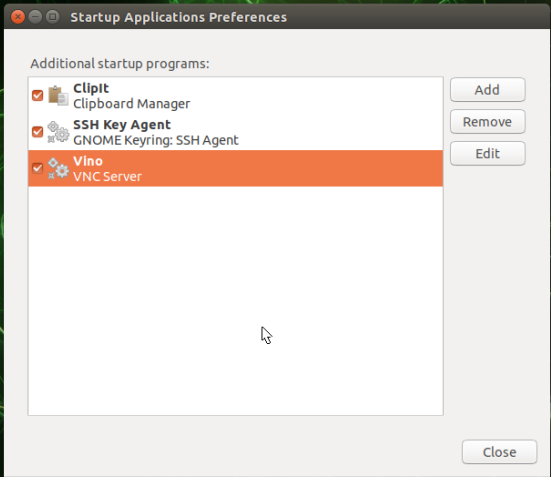 Startup Applications Preferences
Additional startup programs:
ClipIt
Clipboard Manager
SSH Key Agent
GNOME Keyring: SSH Agent
Vino
VNC Server
Add
Remove
Edit
Close